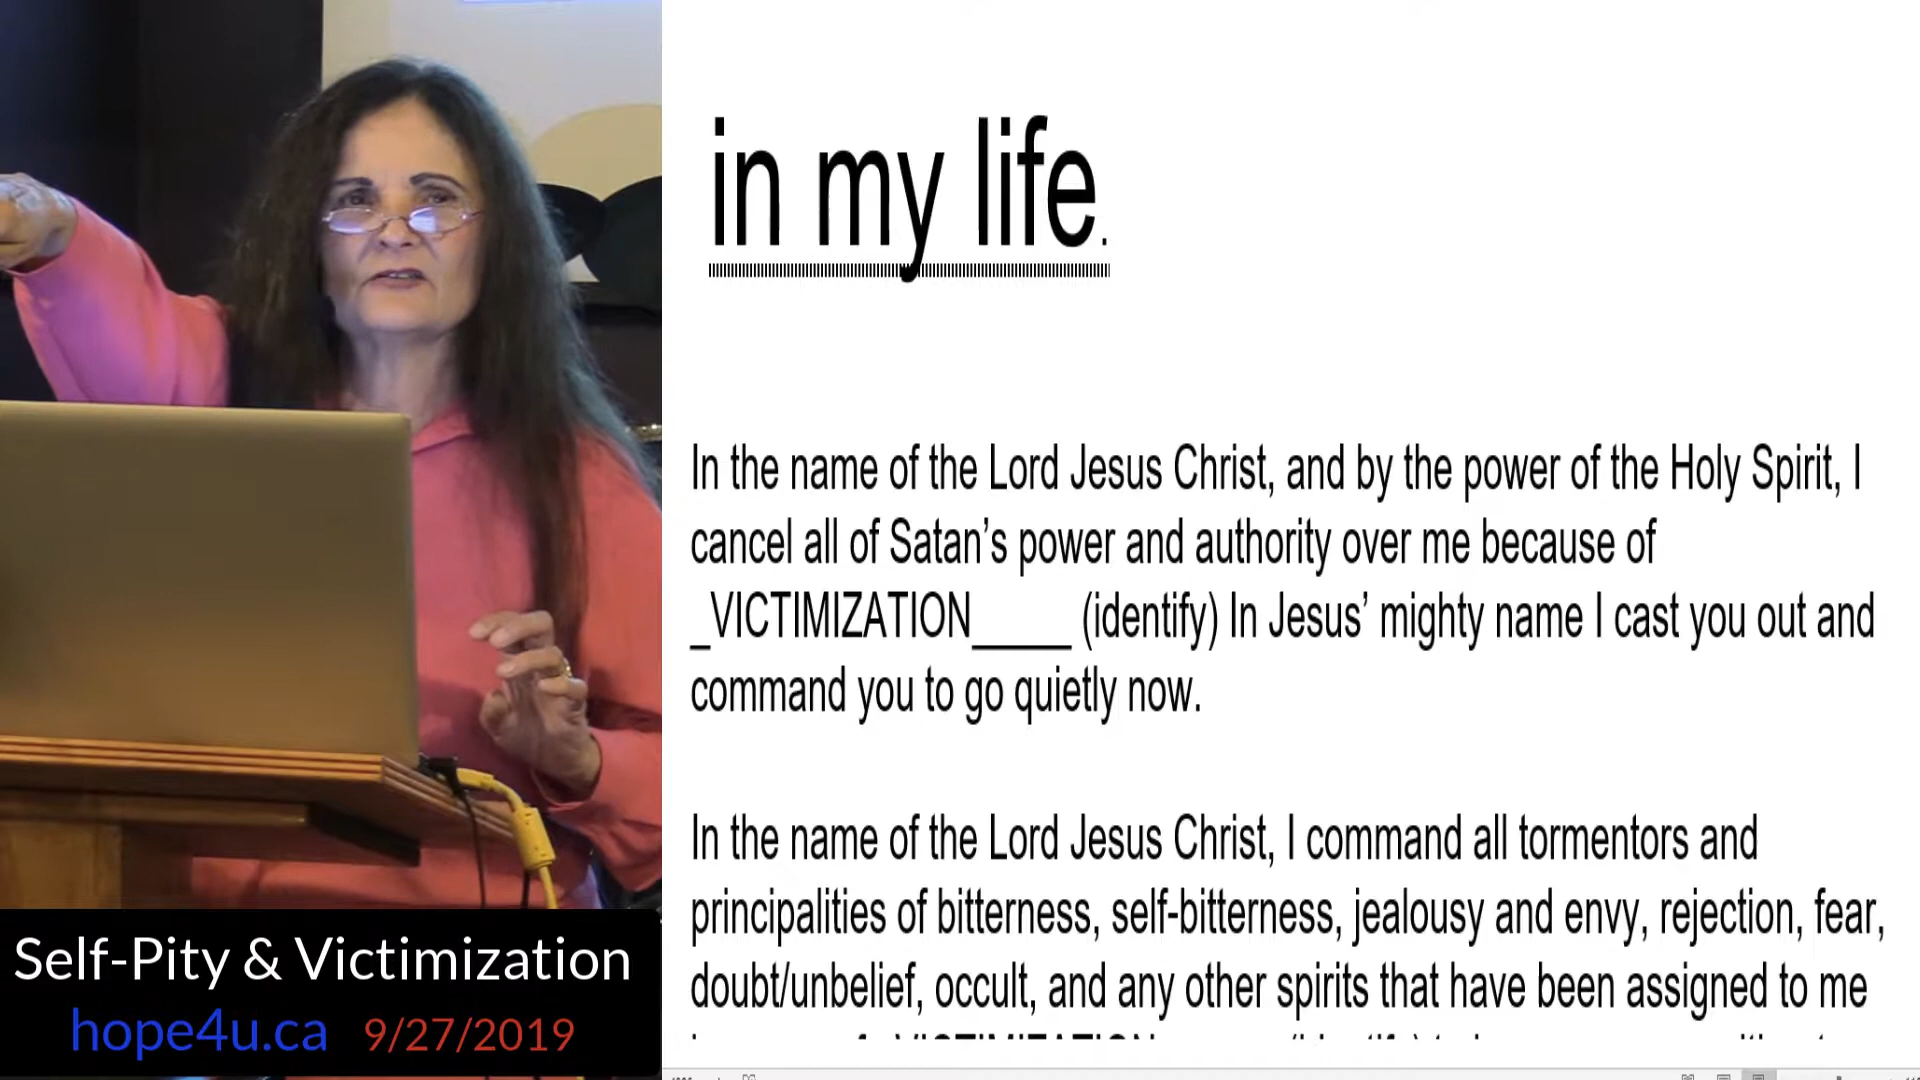 in my life.
In the name of the Lord Jesus Christ, and by the power of the Holy Spirit, I
cancel all of Satan’s power and authority over me because of
_VICTIMIZATION_____ (identify) In Jesus’ mighty name I cast you out and
command you to go quietly now.
In the name of the Lord Jesus Christ, I command all tormentors and
principalities of bitterness, self-bitterness, jealousy and envy, rejection, fear,
doubt/unbelief, occult, and any other spirits that have been assigned to me
Self-Pity & Victimization
hope4u.ca 9/27/2019